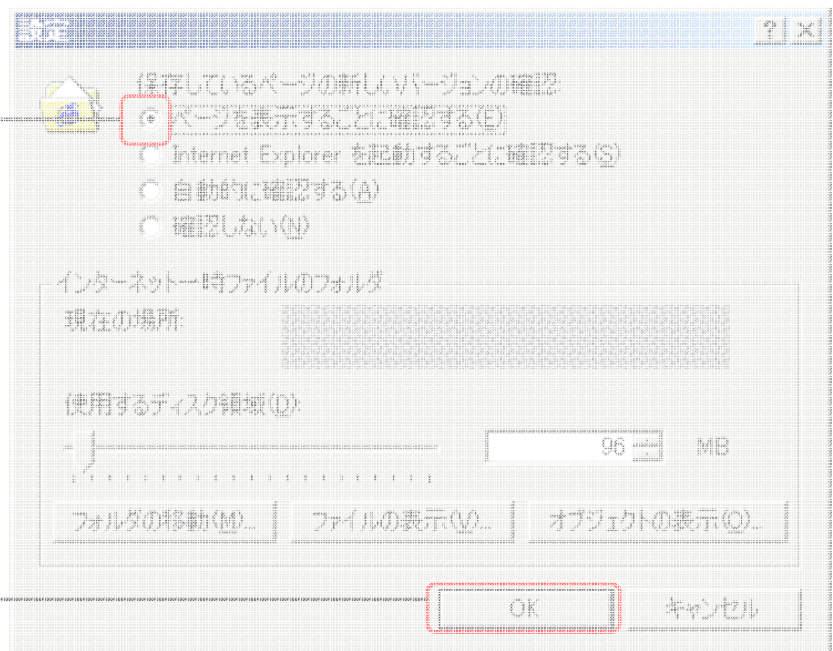 設定
保存しているページの新しいバージョンの確認:
ページを表示するごとに確認する(E)
Internet Explorer を起動するごとに確認する(S)
自動的に確認する(A)
確認しない(N)
インターネット一時ファイルのフォルダ
現在の場所:
使用するディスク領域(D):
96 MB
フォルダの移動(M)... ファイルの表示(V)... オブジェクトの表示(O)...
OK キャンセル